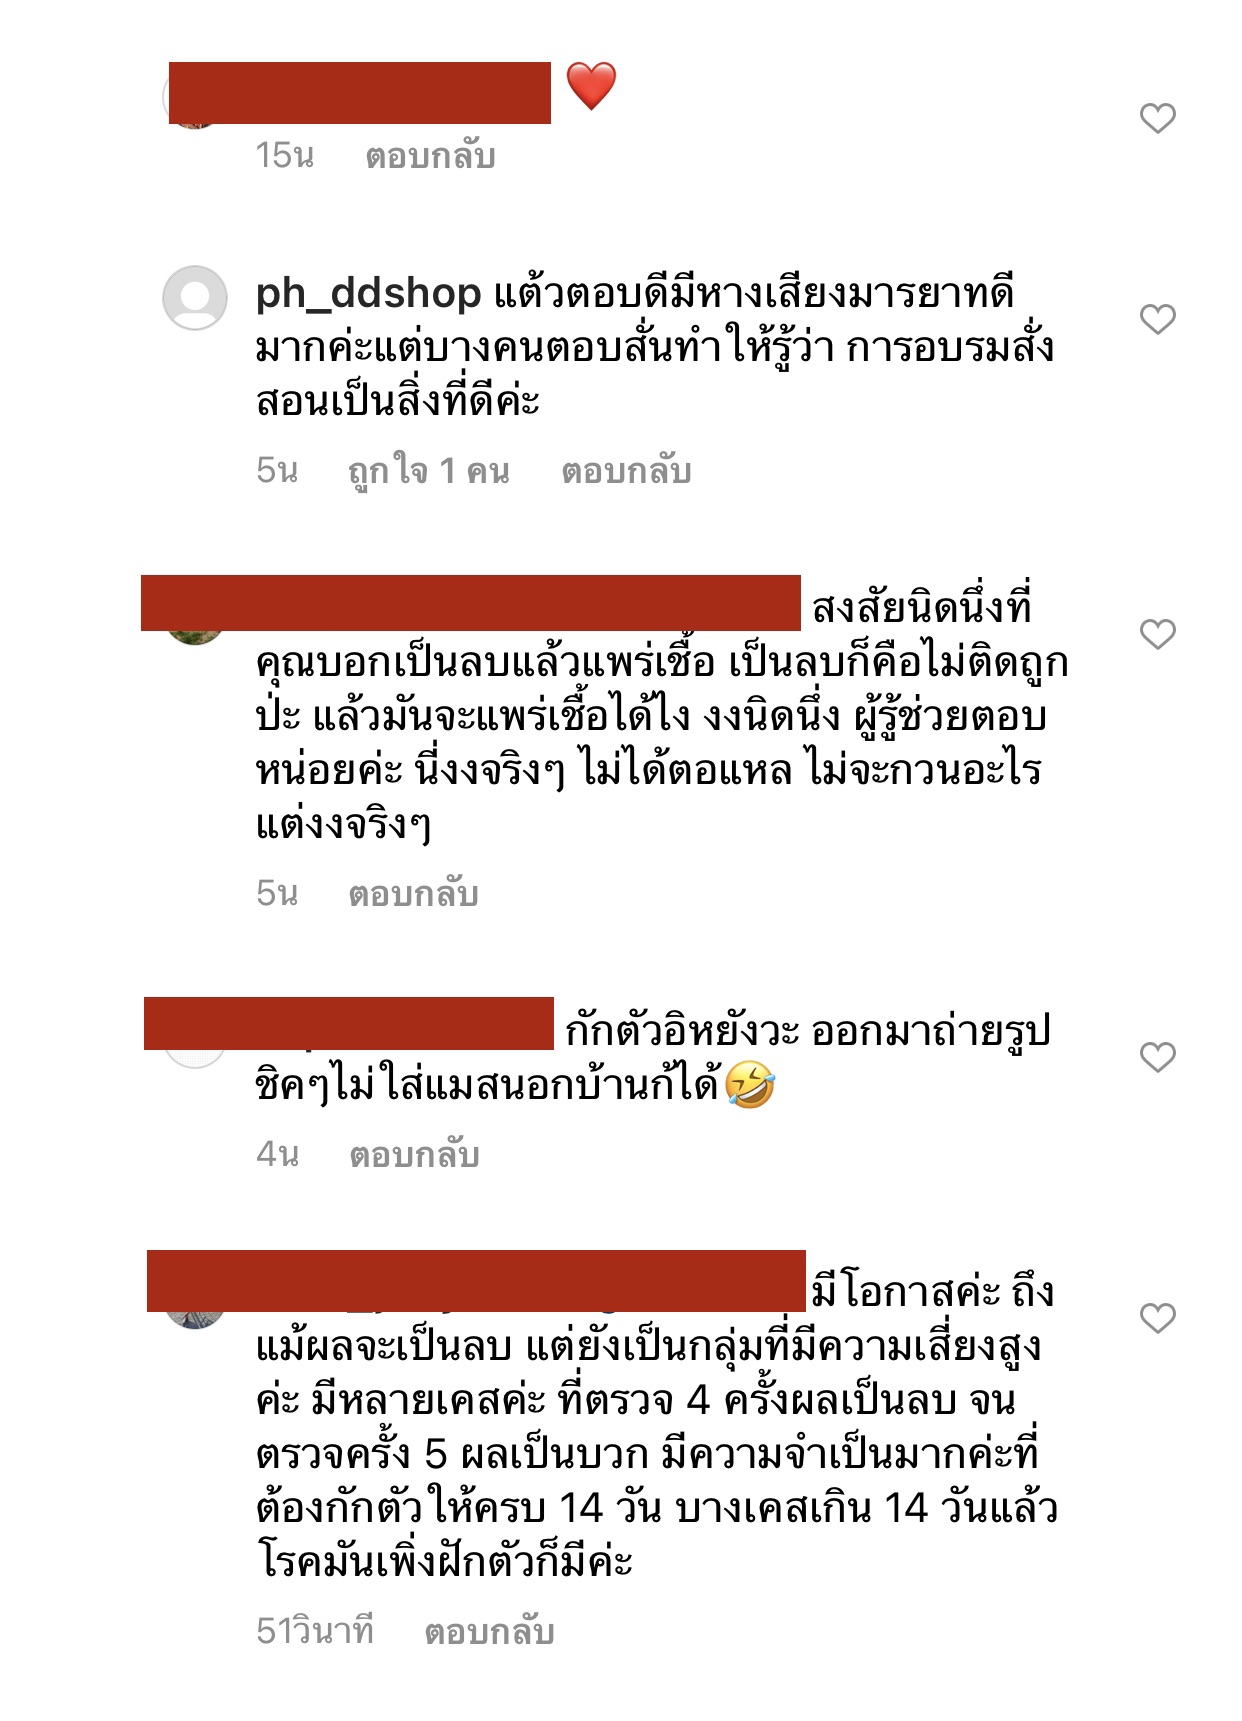 ❤️
15น ตอบกลับ
ph_ddshop แต้วตอบดีมีหางเสียงมารยาทดี
มากค่ะแต่บางคนตอบสั่นทำให้รู้ว่า การอบรมสั่ง
สอนเป็นสิ่งที่ดีค่ะ
5น ถูกใจ 1 คน ตอบกลับ
สงสัยนิดนึ่งที่
คุณบอกเป็นลบแล้วแพร่เชื้อ เป็นลบก็คือไม่ติดถูก
ป่ะ แล้วมันจะแพร่เชื้อได้ไง งงนิดนึ่ง ผู้รู้ช่วยตอบ
หน่อยค่ะ นี่งงจริงๆ ไม่ได้ตอแหล ไม่จะกวนอะไร
แต่งงจริงๆ
5น ตอบกลับ
กักตัวอิหยังวะ ออกมาถ่ายรูป
ชิคๆไม่ใส่แมสนอกบ้านก้ได้🤣
4น ตอบกลับ
มีโอกาสค่ะ ถึง
แม้ผลจะเป็นลบ แต่ยังเป็นกลุ่มที่มีความเสี่ยงสูง
ค่ะ มีหลายเคสค่ะ ที่ตรวจ 4 ครั้งผลเป็นลบ จน
ตรวจครั้ง 5 ผลเป็นบวก มีความจำเป็นมากค่ะที่
ต้องกักตัวให้ครบ 14 วัน บางเคสเกิน 14 วันแล้ว
โรคมันเพิ่งฝักตัวก็มีค่ะ
51วินาที ตอบกลับ